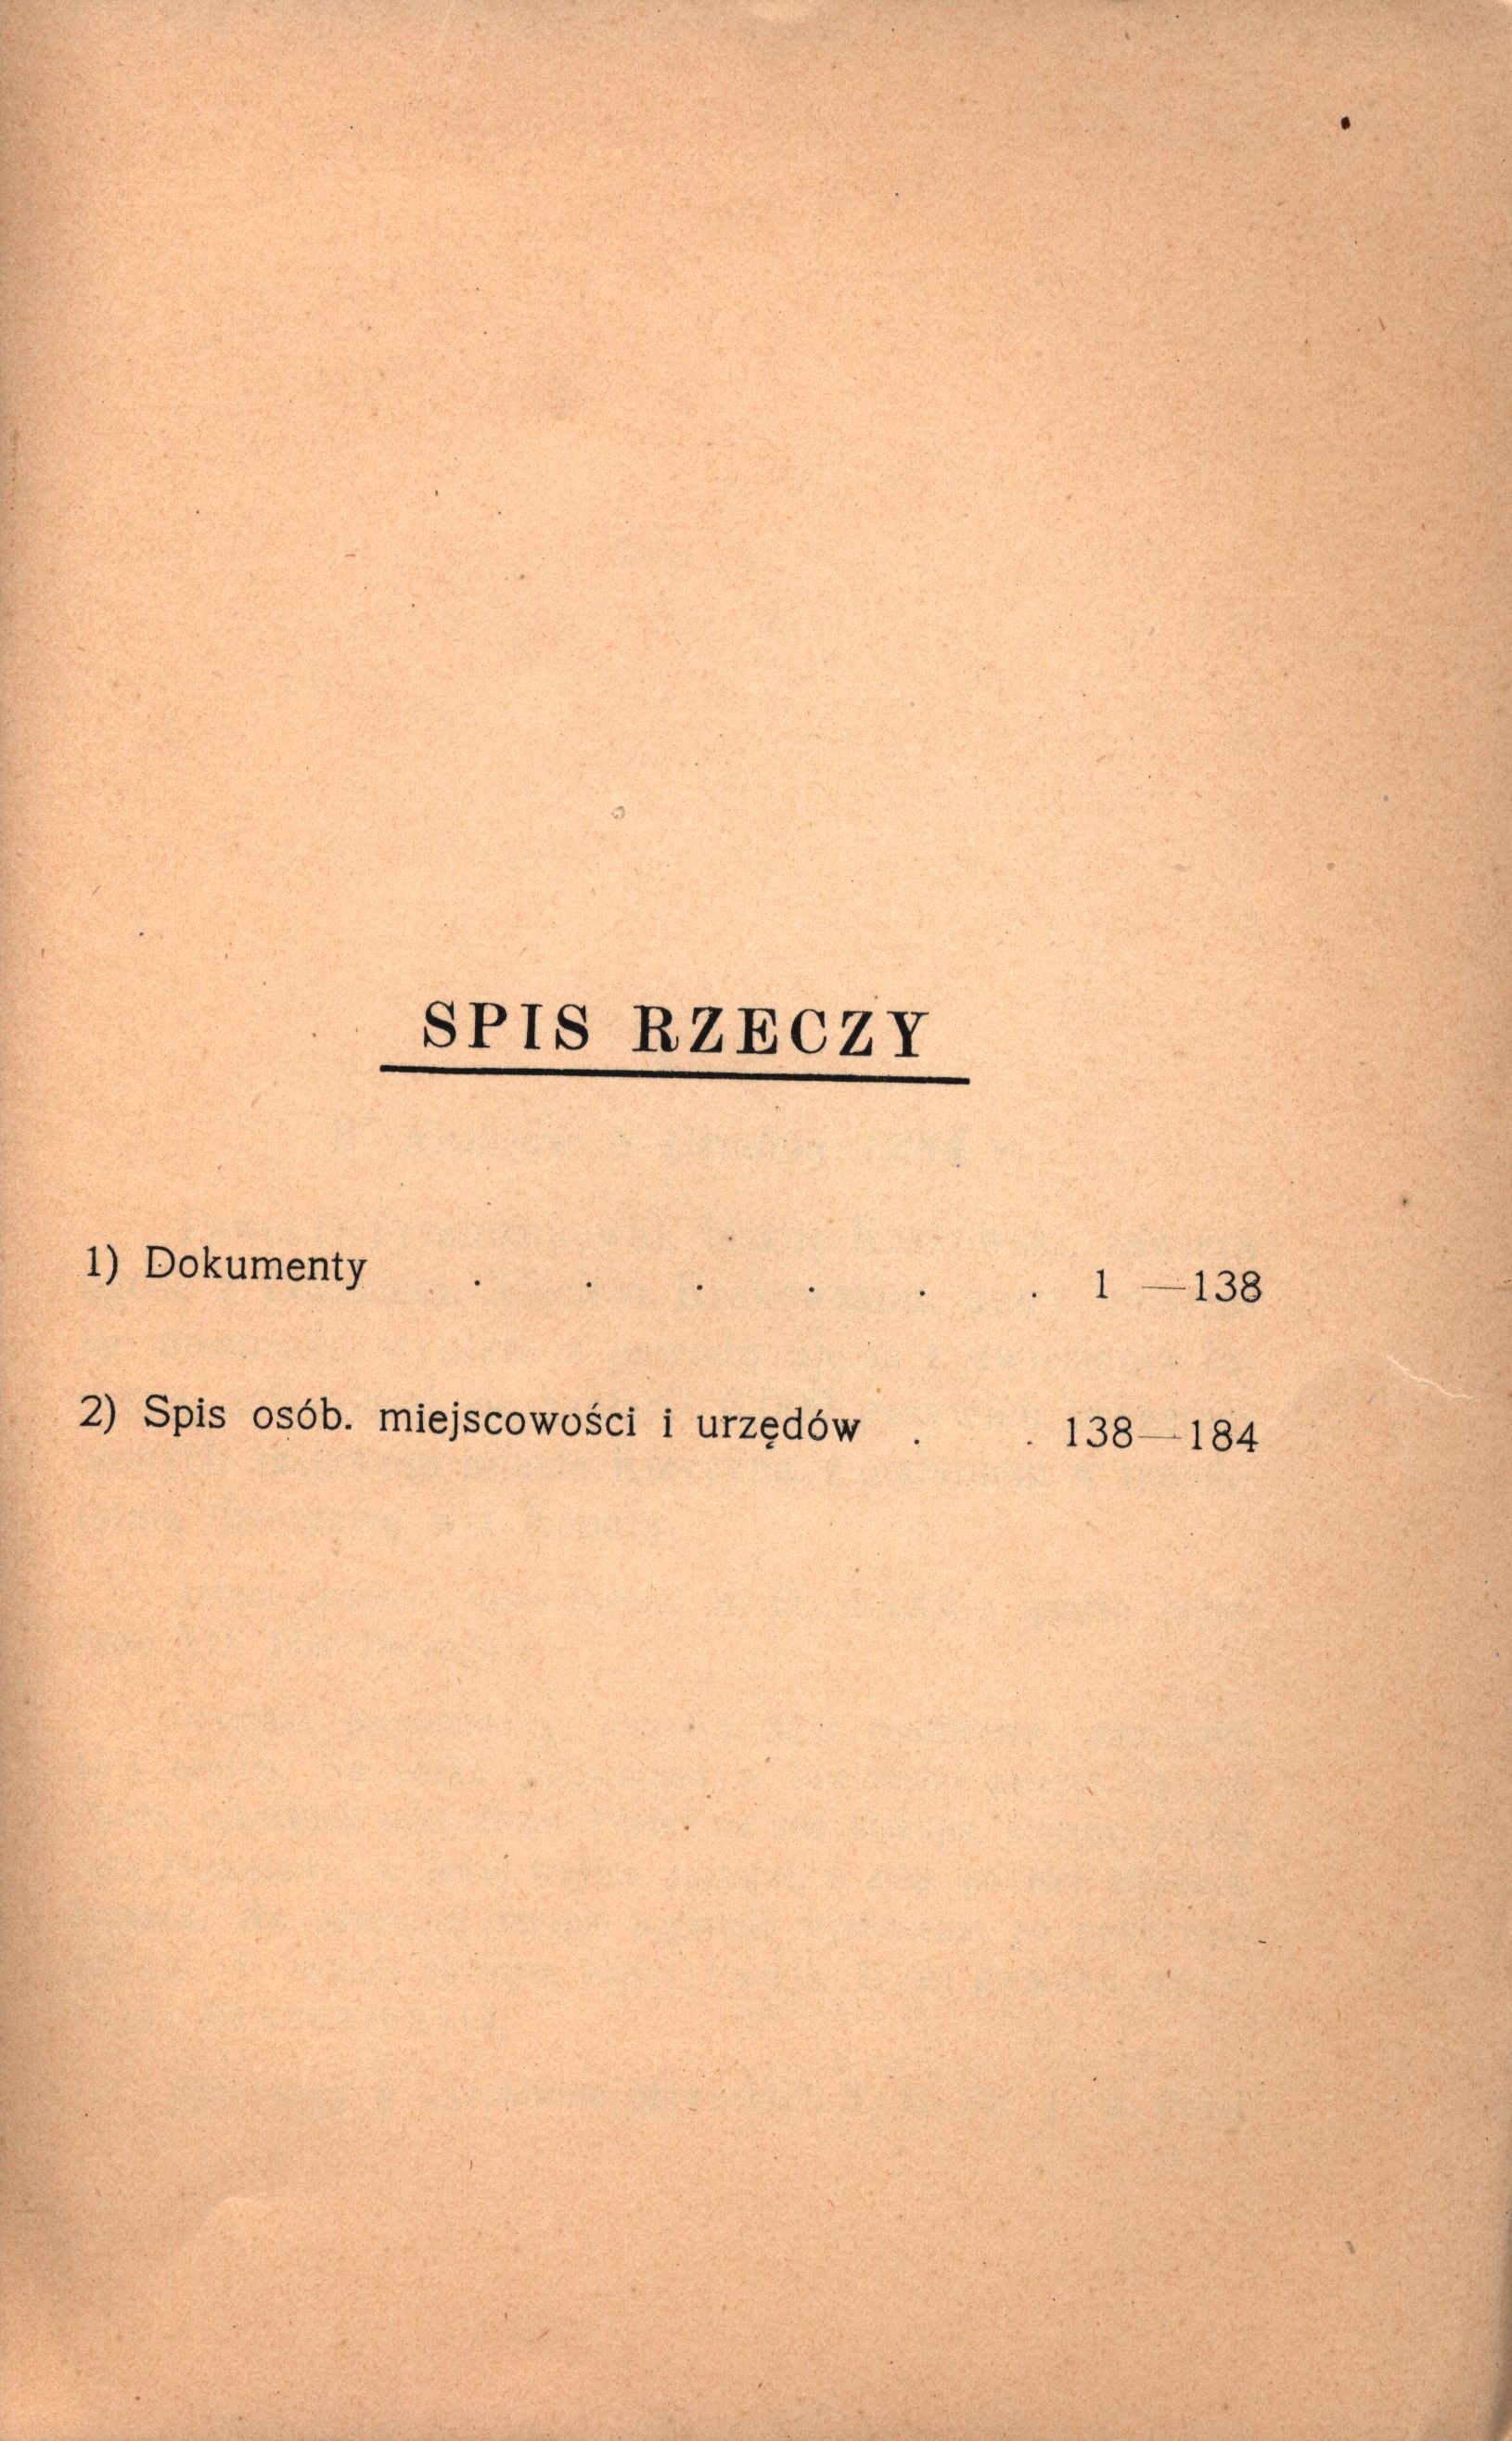 SPIS RZECZY
1) Dokumenty . . . . . . 1 —138
2) Spis osób. miejscowości i urzędów . . 138—184